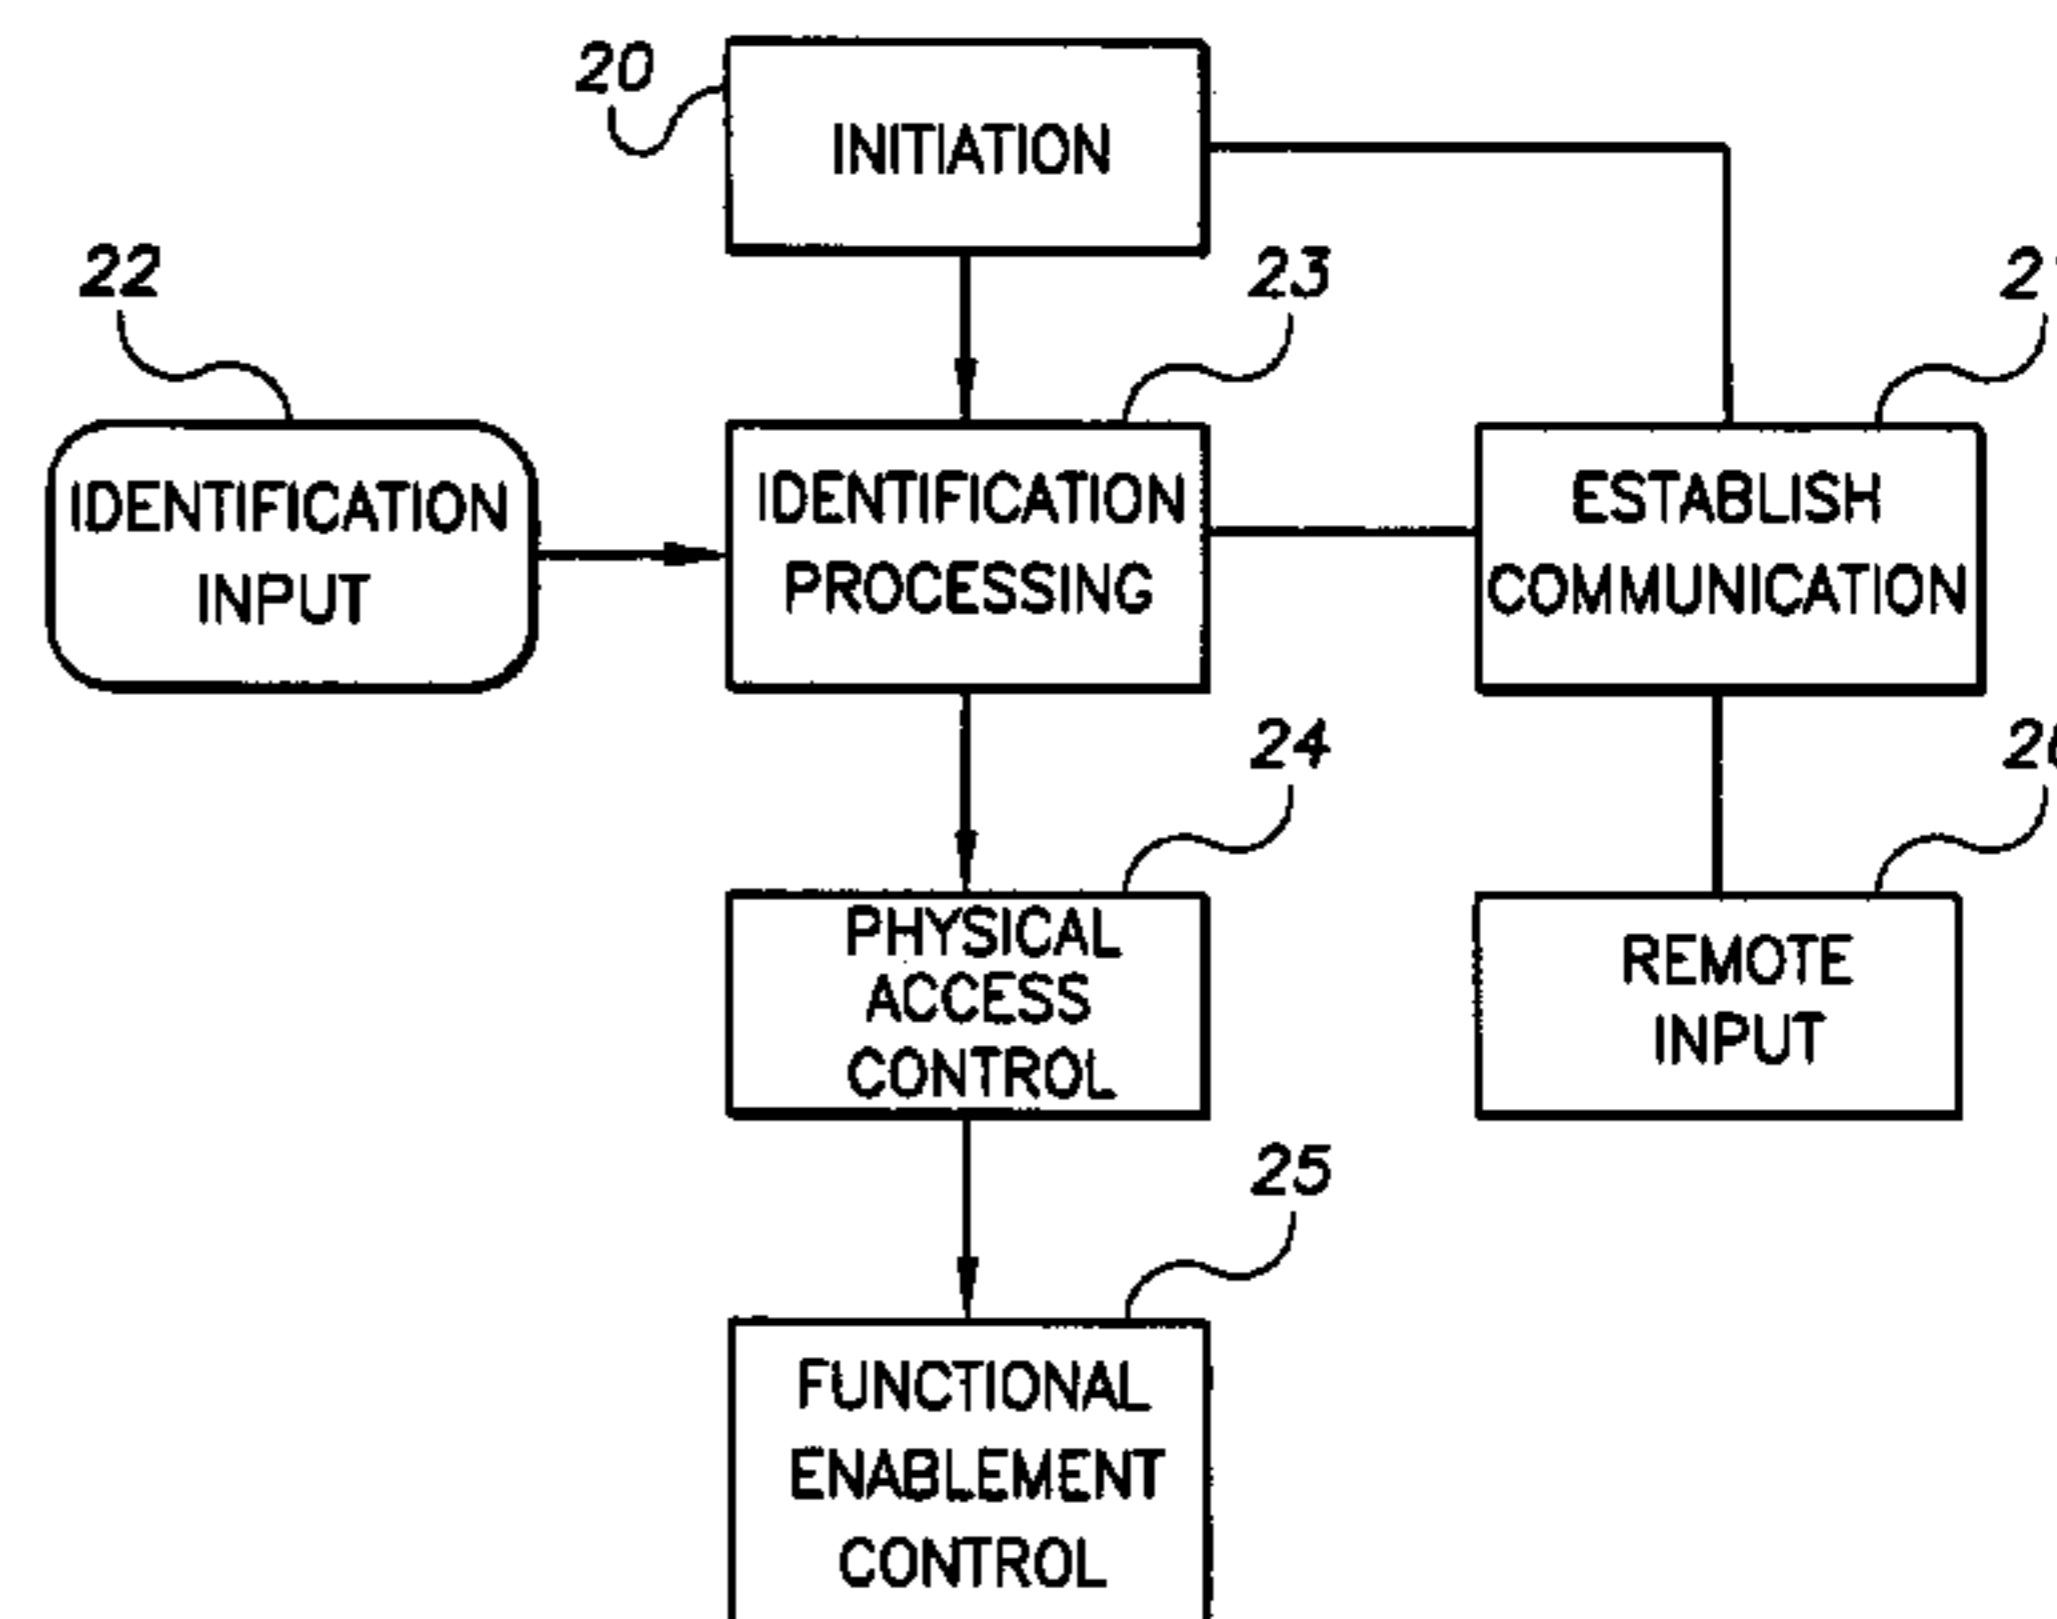 20
INITIATION
22
23
IDENTIFICATION
INPUT
IDENTIFICATION
PROCESSING
ESTABLISH
COMMUNICATION
24
PHYSICAL
ACCESS
CONTROL
REMOTE
INPUT
25
FUNCTIONAL
ENABLEMENT
CONTROL